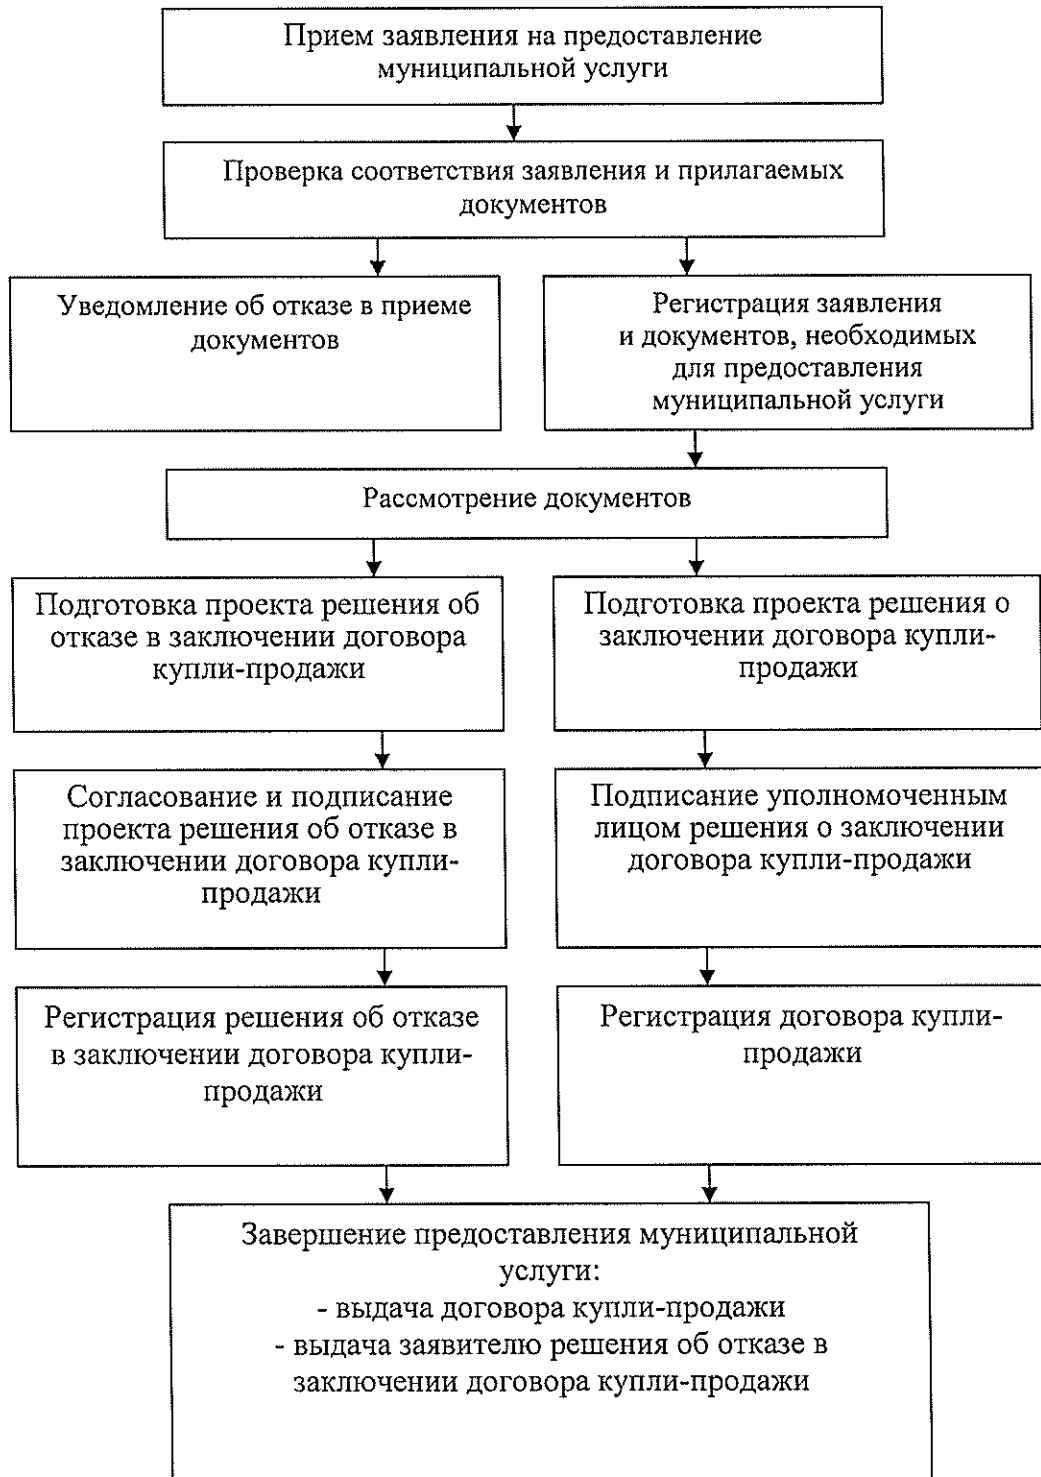 Прием заявления на предоставление
муниципальной услуги
Проверка соответствия заявления и прилагаемых
документов
Уведомление об отказе в приеме
документов
Регистрация заявления
и документов, необходимых
для предоставления
муниципальной услуги
Рассмотрение документов
Подготовка проекта решения об
отказе в заключении договора
купли-продажи
Подготовка проекта решения о
заключении договора купли-
продажи
Согласование и подписание
проекта решения об отказе в
заключении договора купли-
продажи
Подписание уполномоченным
лицом решения о заключении
договора купли-продажи
Регистрация решения об отказе
в заключении договора купли-
продажи
Регистрация договора купли-
продажи
Завершение предоставления муниципальной
услуги:
- выдача договора купли-продажи
- выдача заявителю решения об отказе в
заключении договора купли-продажи